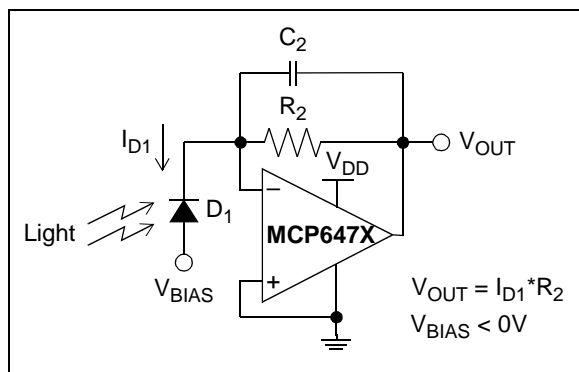 C2
R2
ID1
VDD
VOUT
D1
Light
MCP647X
VBIAS
VOUT = ID1*R2
VBIAS < 0V